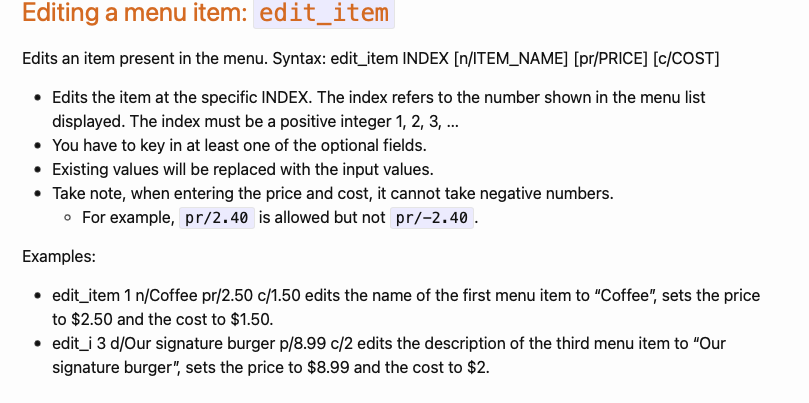 Editing a menu item: edit_item
Edits an item present in the menu. Syntax: edit_item INDEX [n/ITEM_NAME] [pr/PRICE] [c/COST]
• Edits the item at the specific INDEX. The index refers to the number shown in the menu list
displayed. The index must be a positive integer 1, 2, 3, ...
• You have to key in at least one of the optional fields.
• Existing values will be replaced with the input values.
• Take note, when entering the price and cost, it cannot take negative numbers.
◦ For example, pr/2.40 is allowed but not pr/-2.40.
Examples:
• edit_item 1 n/Coffee pr/2.50 c/1.50 edits the name of the first menu item to “Coffee”, sets the price
to $2.50 and the cost to $1.50.
• edit_i 3 d/Our signature burger p/8.99 c/2 edits the description of the third menu item to “Our
signature burger”, sets the price to $8.99 and the cost to $2.